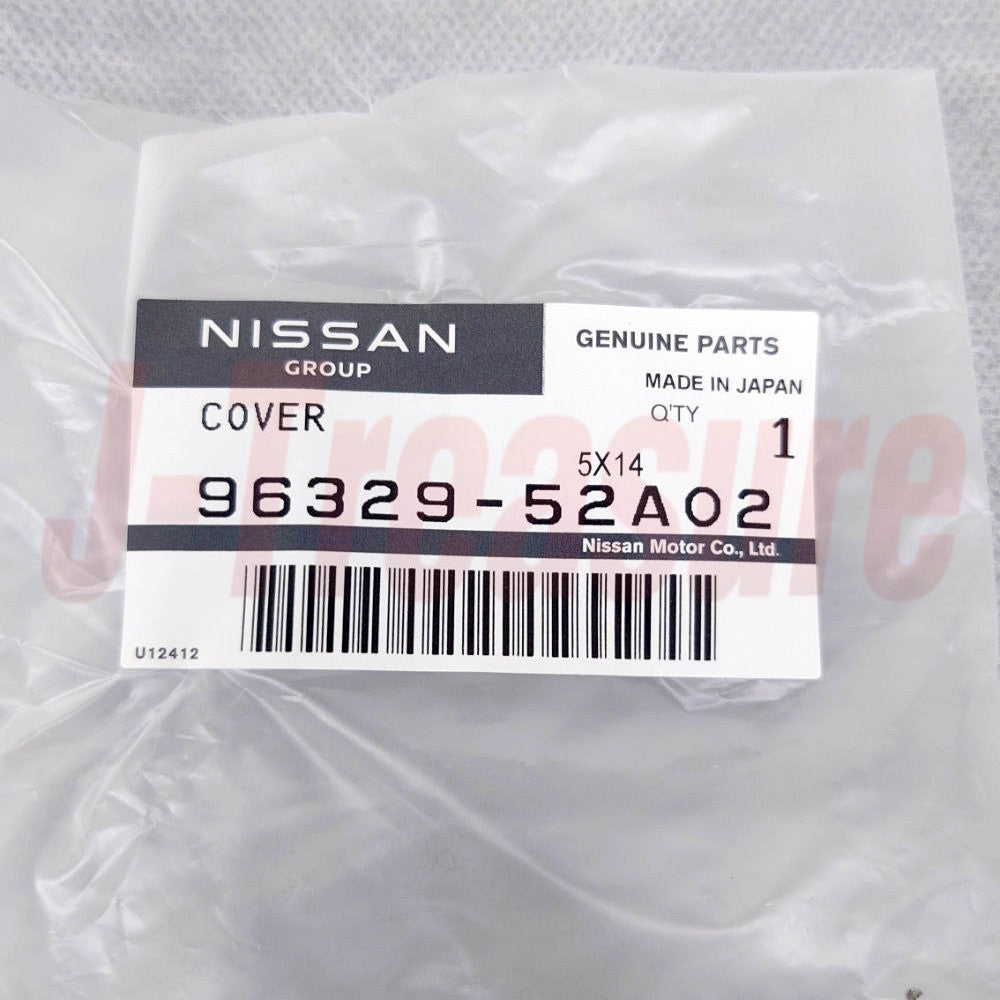 NISSAN
GROUP
GENUINE PARTS
MADE IN JAPAN
COVER
Q'TY 1
5X14
96329-52A02
Nissan Motor Co., Ltd.
U12412
J-Treasure